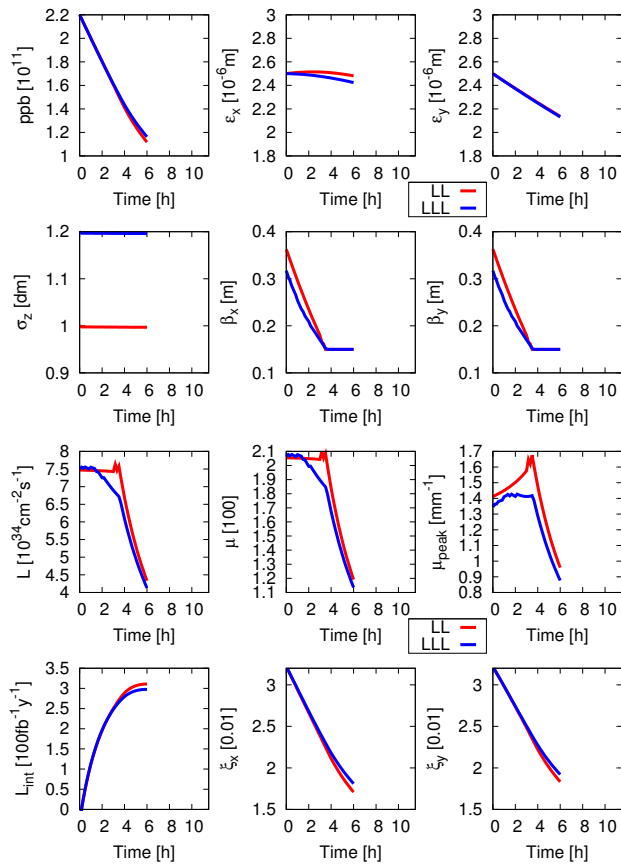 ppb [10¹¹]
2.2
2
1.8
1.6
1.4
1.2
1
0 2 4 6 8 10
Time [h]
εₓ [10⁻⁶m]
3
2.8
2.6
2.4
2.2
2
1.8
0 2 4 6 8 10
Time [h]
ε_y [10⁻⁶m]
3
2.8
2.6
2.4
2.2
2
1.8
0 2 4 6 8 10
Time [h]
LL
LLL
σ_z [dm]
1.2
1.1
1
0.9
0 2 4 6 8 10
Time [h]
βₓ [m]
0.4
0.3
0.2
0.1
0 2 4 6 8 10
Time [h]
β_y [m]
0.4
0.3
0.2
0.1
0 2 4 6 8 10
Time [h]
L [10³⁴cm⁻²s⁻¹]
8
7.5
7
6.5
6
5.5
5
4.5
4
0 2 4 6 8 10
Time [h]
μ [100]
2.1
2
1.9
1.8
1.7
1.6
1.5
1.4
1.3
1.2
1.1
0 2 4 6 8 10
Time [h]
μ_peak [mm⁻¹]
1.7
1.6
1.5
1.4
1.3
1.2
1.1
1
0.9
0.8
0 2 4 6 8 10
Time [h]
LL
LLL
L_int [100fb⁻¹y⁻¹]
3.5
3
2.5
2
1.5
1
0.5
0
0 2 4 6 8 10
Time [h]
ξₓ [0.01]
3
2.5
2
1.5
0 2 4 6 8 10
Time [h]
ξ_y [0.01]
3
2.5
2
1.5
0 2 4 6 8 10
Time [h]